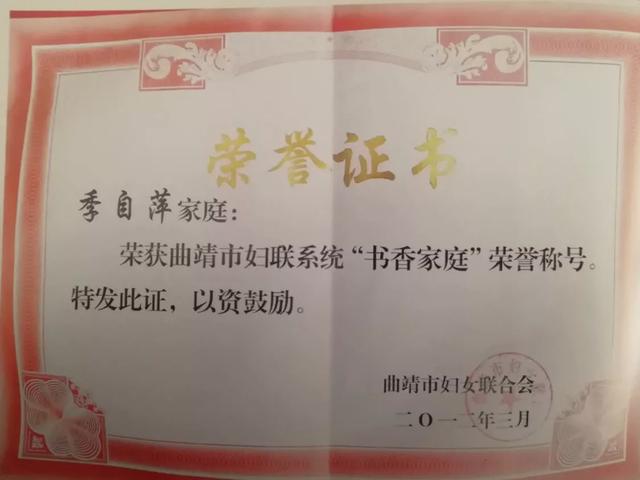 荣誉证书
季自萍家庭：
荣获曲靖市妇联系统“书香家庭”荣誉称号。
特发此证，以资鼓励。
曲靖市妇女联合会
二〇一二年三月